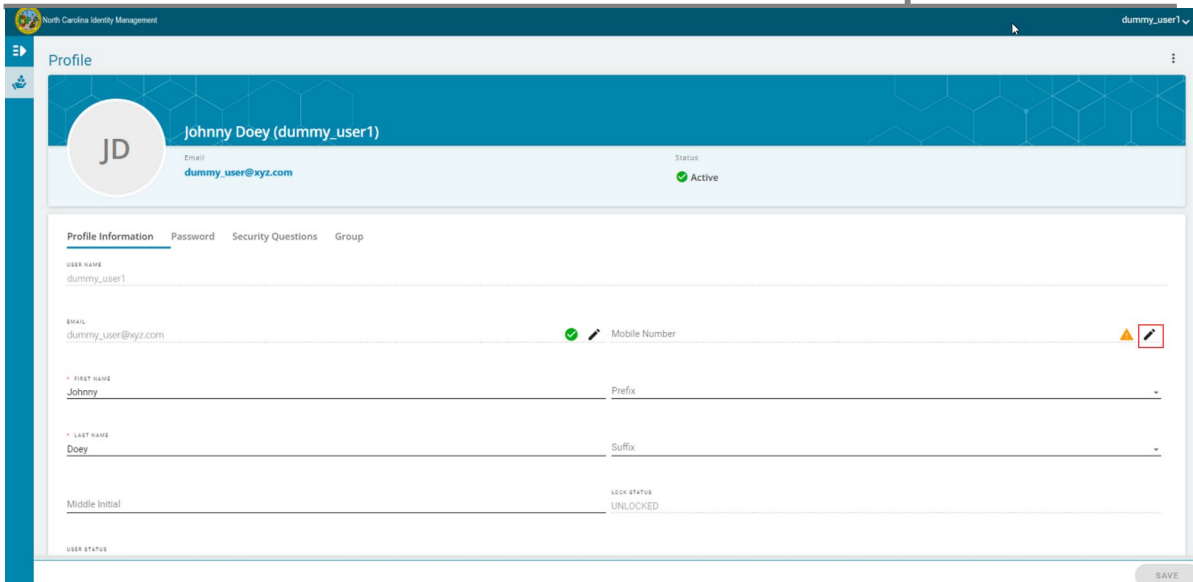 North Carolina Identity Management
dummy_user1
Profile
Johnny Doey (dummy_user1)
JD
Email
Status
dummy_user@xyz.com
Active
Profile Information Password Security Questions Group
USER NAME
dummy_user1
EMAIL
dummy_user@xyz.com
Mobile Number
* FIRST NAME
Johnny
Prefix
* LAST NAME
Doey
Suffix
Middle Initial
LOCK STATUS
UNLOCKED
USER STATUS
SAVE